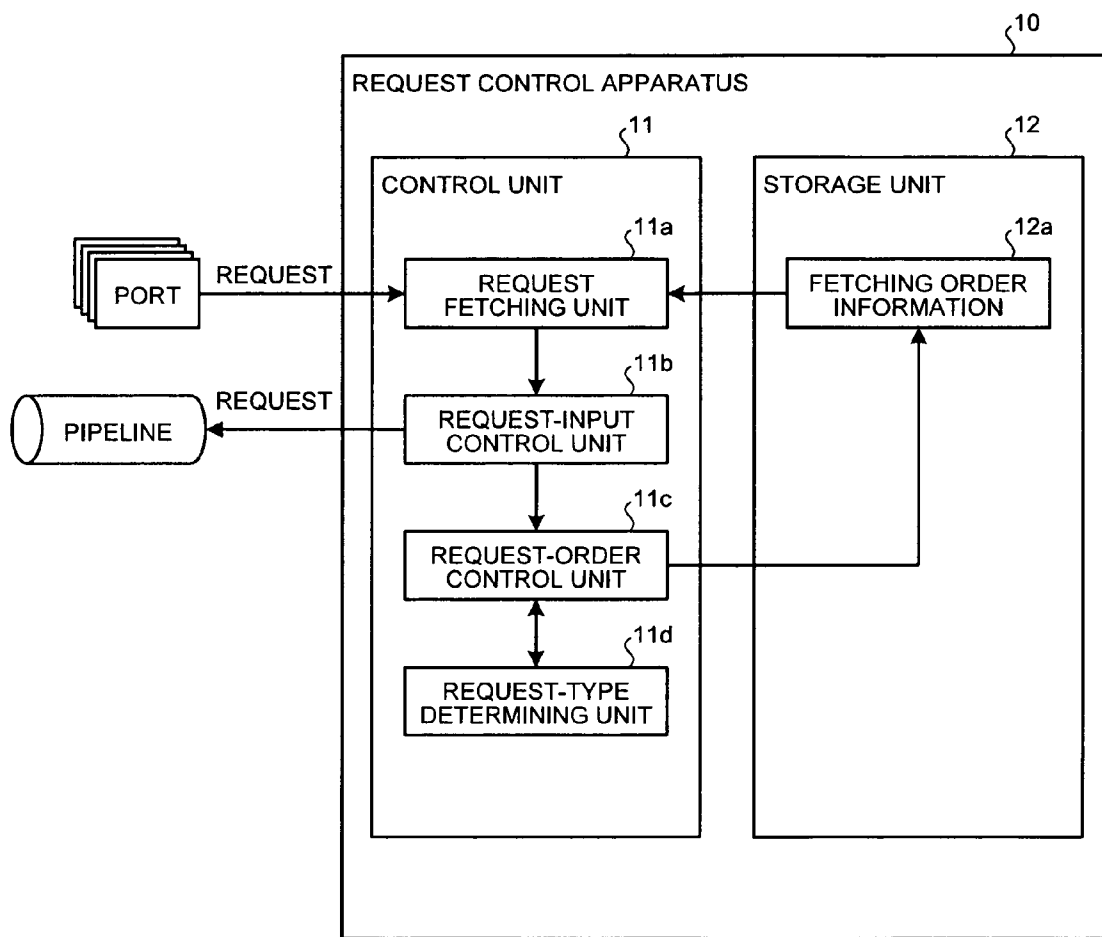 10
REQUEST CONTROL APPARATUS
11
CONTROL UNIT
12
STORAGE UNIT
11a
REQUEST
FETCHING UNIT
12a
FETCHING ORDER
INFORMATION
PORT
REQUEST
11b
REQUEST-INPUT
CONTROL UNIT
REQUEST
PIPELINE
11c
REQUEST-ORDER
CONTROL UNIT
11d
REQUEST-TYPE
DETERMINING UNIT